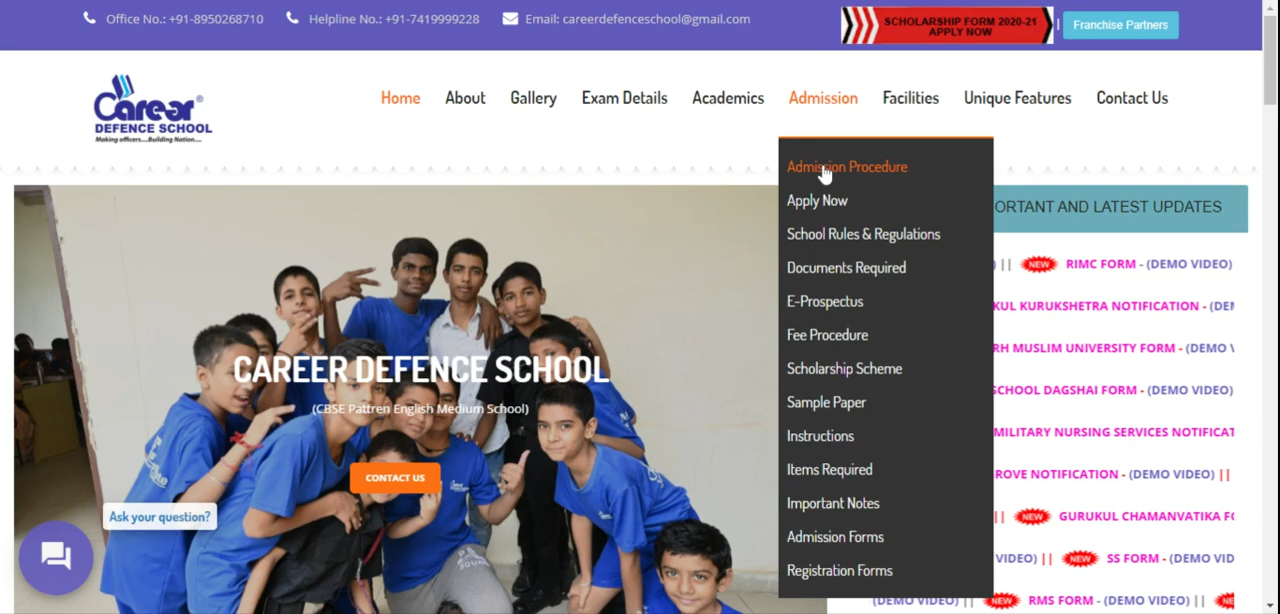 Office No.: +91-8950268710
Helpline No.: +91-7419999228
Email: careerdefenceschool@gmail.com
SCHOLARSHIP FORM 2020-21
APPLY NOW
|
Franchise Partners
Career®
DEFENCE SCHOOL
Making officers....Building Nation....
Home
About
Gallery
Exam Details
Academics
Admission
Facilities
Unique Features
Contact Us
Admission Procedure
Apply Now
School Rules & Regulations
Documents Required
E-Prospectus
Fee Procedure
Scholarship Scheme
Sample Paper
Instructions
Items Required
Important Notes
Admission Forms
Registration Forms
CAREER DEFENCE SCHOOL
(CBSE Pattren English Medium School)
CONTACT US
Ask your question?
ORTANT AND LATEST UPDATES
) || NEW RIMC FORM - (DEMO VIDEO)
KUL KURUKSHETRA NOTIFICATION - (DEM
RH MUSLIM UNIVERSITY FORM - (DEMO
SCHOOL DAGSHAI FORM - (DEMO VIDEO)
MILITARY NURSING SERVICES NOTIFICAT
ROVE NOTIFICATION - (DEMO VIDEO) ||
|| NEW GURUKUL CHAMANVATIKA FO
VIDEO) || NEW SS FORM - (DEMO VID
(DEMO VIDEO) || NEW RMS FORM - (DEMO VIDEO) || NE